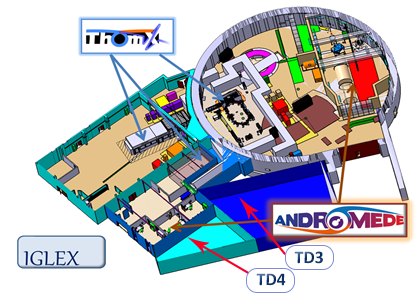 ThomX
ANDROMEDE
TD3
IGLEX
TD4